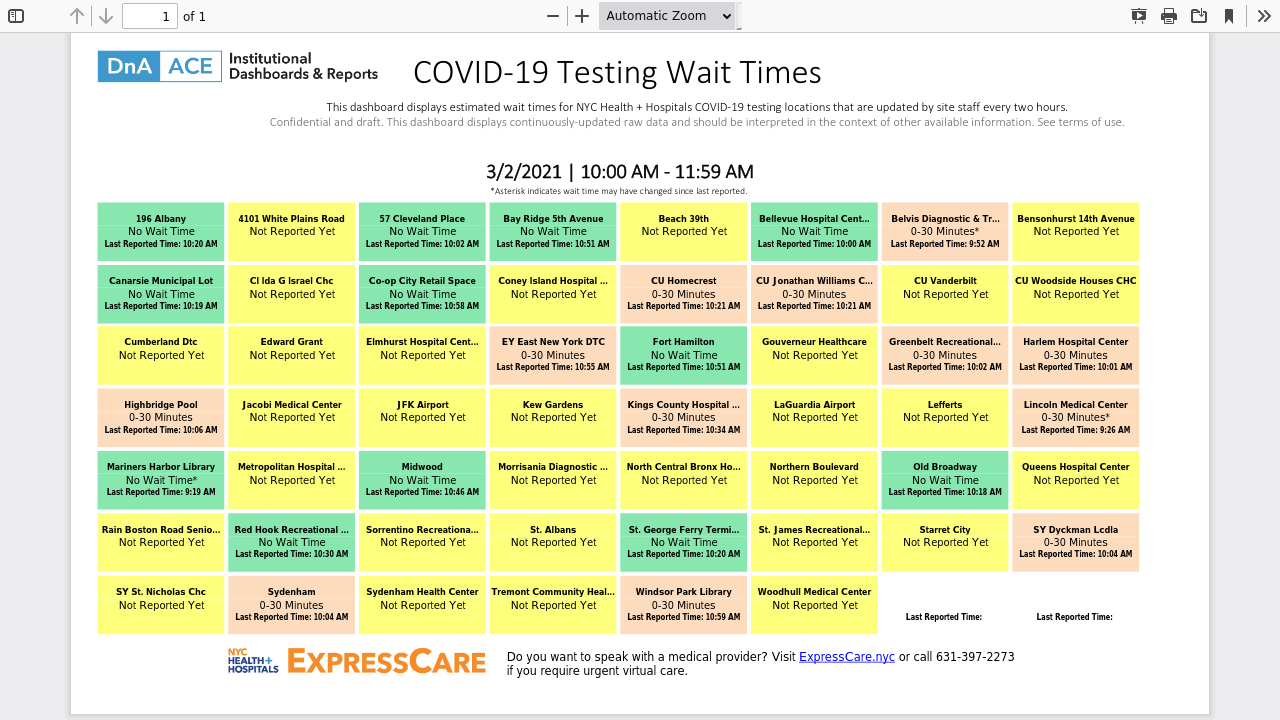 1 of 1
Automatic Zoom
DnA ACE Institutional Dashboards & Reports
COVID-19 Testing Wait Times
This dashboard displays estimated wait times for NYC Health + Hospitals COVID-19 testing locations that are updated by site staff every two hours.
Confidential and draft. This dashboard displays continuously-updated raw data and should be interpreted in the context of other available information. See terms of use.
3/2/2021 | 10:00 AM - 11:59 AM
*Asterisk indicates wait time may have changed since last reported.
196 Albany
No Wait Time
Last Reported Time: 10:20 AM
4101 White Plains Road
Not Reported Yet
57 Cleveland Place
No Wait Time
Last Reported Time: 10:02 AM
Bay Ridge 5th Avenue
No Wait Time
Last Reported Time: 10:51 AM
Beach 39th
Not Reported Yet
Bellevue Hospital Cent...
No Wait Time
Last Reported Time: 10:00 AM
Belvis Diagnostic & Tr...
0-30 Minutes*
Last Reported Time: 9:52 AM
Bensonhurst 14th Avenue
Not Reported Yet
Canarsie Municipal Lot
No Wait Time
Last Reported Time: 10:19 AM
Cl Ida G Israel Chc
Not Reported Yet
Co-op City Retail Space
No Wait Time
Last Reported Time: 10:58 AM
Coney Island Hospital ...
Not Reported Yet
CU Homecrest
0-30 Minutes
Last Reported Time: 10:21 AM
CU Jonathan Williams C...
0-30 Minutes
Last Reported Time: 10:21 AM
CU Vanderbilt
Not Reported Yet
CU Woodside Houses CHC
Not Reported Yet
Cumberland Dtc
Not Reported Yet
Edward Grant
Not Reported Yet
Elmhurst Hospital Cent...
Not Reported Yet
EY East New York DTC
0-30 Minutes
Last Reported Time: 10:55 AM
Fort Hamilton
No Wait Time
Last Reported Time: 10:51 AM
Gouverneur Healthcare
Not Reported Yet
Greenbelt Recreational...
0-30 Minutes
Last Reported Time: 10:02 AM
Harlem Hospital Center
0-30 Minutes
Last Reported Time: 10:01 AM
Highbridge Pool
0-30 Minutes
Last Reported Time: 10:06 AM
Jacobi Medical Center
Not Reported Yet
JFK Airport
Not Reported Yet
Kew Gardens
Not Reported Yet
Kings County Hospital ...
0-30 Minutes
Last Reported Time: 10:34 AM
LaGuardia Airport
Not Reported Yet
Lefferts
Not Reported Yet
Lincoln Medical Center
0-30 Minutes*
Last Reported Time: 9:26 AM
Mariners Harbor Library
No Wait Time*
Last Reported Time: 9:19 AM
Metropolitan Hospital ...
Not Reported Yet
Midwood
No Wait Time
Last Reported Time: 10:46 AM
Morrisania Diagnostic ...
Not Reported Yet
North Central Bronx Ho...
Not Reported Yet
Northern Boulevard
Not Reported Yet
Old Broadway
No Wait Time
Last Reported Time: 10:18 AM
Queens Hospital Center
Not Reported Yet
Rain Boston Road Senio...
Not Reported Yet
Red Hook Recreational ...
No Wait Time
Last Reported Time: 10:30 AM
Sorrentino Recreationa...
Not Reported Yet
St. Albans
Not Reported Yet
St. George Ferry Termi...
No Wait Time
Last Reported Time: 10:20 AM
St. James Recreational...
Not Reported Yet
Starret City
Not Reported Yet
SY Dyckman Lcdla
0-30 Minutes
Last Reported Time: 10:04 AM
SY St. Nicholas Chc
Not Reported Yet
Sydenham
0-30 Minutes
Last Reported Time: 10:04 AM
Sydenham Health Center
Not Reported Yet
Tremont Community Heal...
Not Reported Yet
Windsor Park Library
0-30 Minutes
Last Reported Time: 10:59 AM
Woodhull Medical Center
Not Reported Yet
Last Reported Time:
Last Reported Time:
NYC HEALTH+ HOSPITALS
EXPRESSCARE
Do you want to speak with a medical provider? Visit ExpressCare.nyc or call 631-397-2273
if you require urgent virtual care.